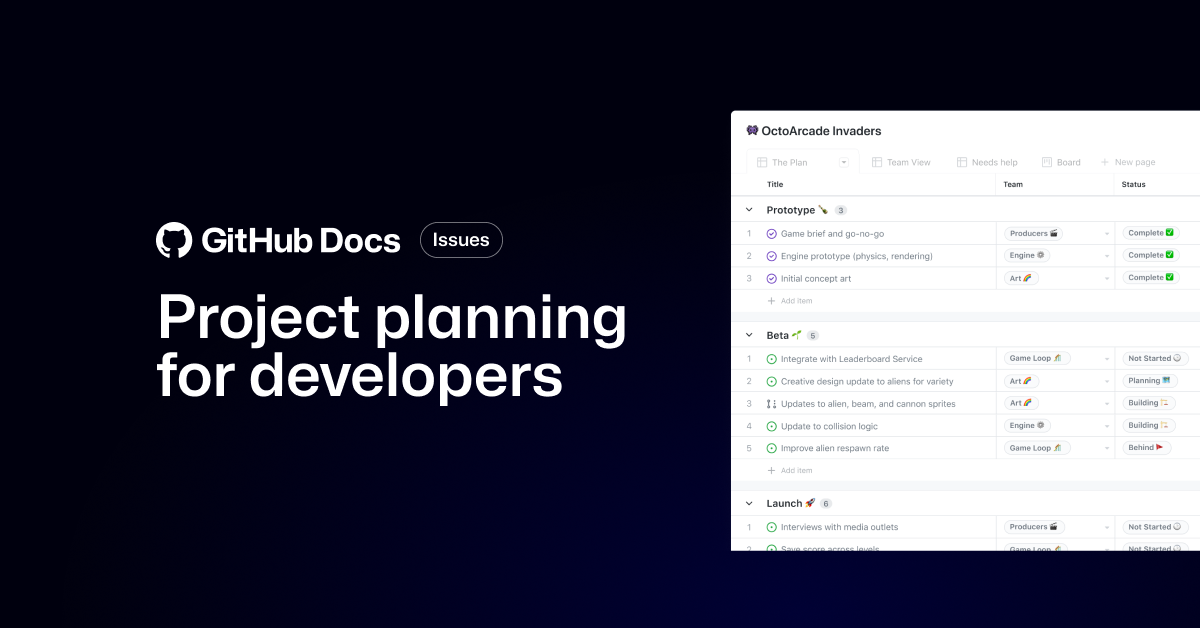 GitHub Docs Issues
Project planning
for developers
OctoArcade Invaders
The Plan Team View Needs help Board + New page
Title Team Status
Prototype 3
1 Game brief and go-no-go Producers Complete
2 Engine prototype (physics, rendering) Engine Complete
3 Initial concept art Art Complete
+ Add item
Beta 5
1 Integrate with Leaderboard Service Game Loop Not Started
2 Creative design update to aliens for variety Art Planning
3 Updates to alien, beam, and cannon sprites Art Building
4 Update to collision logic Engine Building
5 Improve alien respawn rate Game Loop Behind
+ Add item
Launch 6
1 Interviews with media outlets Producers Not Started
2 Save score across levels Game Loop Not Started